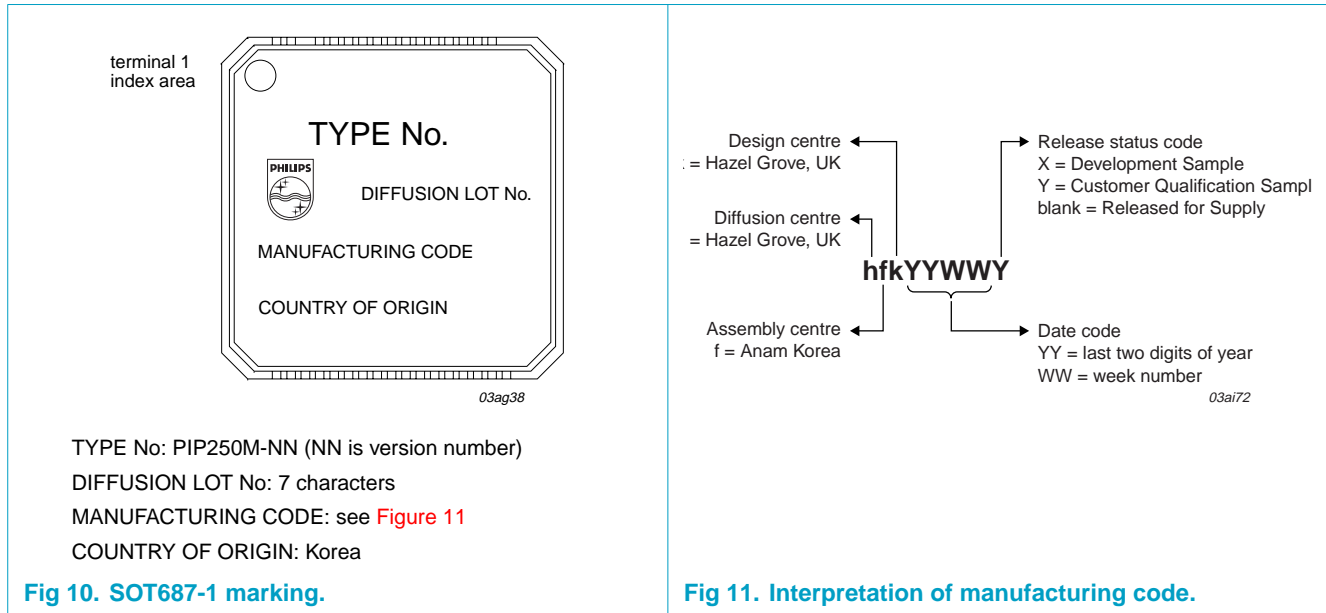 terminal 1
index area
TYPE No.
PHILIPS
DIFFUSION LOT No.
MANUFACTURING CODE
COUNTRY OF ORIGIN
03ag38
TYPE No: PIP250M-NN (NN is version number)
DIFFUSION LOT No: 7 characters
MANUFACTURING CODE: see Figure 11
COUNTRY OF ORIGIN: Korea
Fig 10. SOT687-1 marking.
Design centre
= Hazel Grove, UK
Diffusion centre
= Hazel Grove, UK
Assembly centre
f = Anam Korea
hfkYYWWY
Release status code
X = Development Sample
Y = Customer Qualification Sampl
blank = Released for Supply
Date code
YY = last two digits of year
WW = week number
03ai72
Fig 11. Interpretation of manufacturing code.